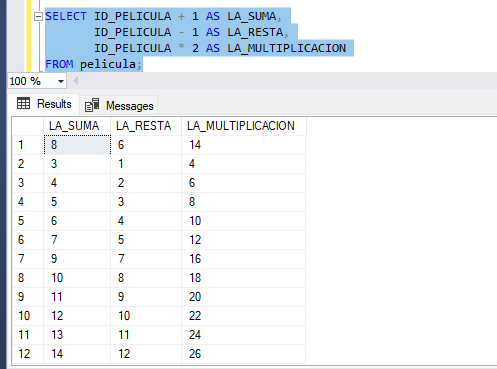 SELECT ID_PELICULA + 1 AS LA_SUMA,
ID_PELICULA - 1 AS LA_RESTA,
ID_PELICULA * 2 AS LA_MULTIPLICACION
FROM pelicula;
100 %
Results Messages
LA_SUMA LA_RESTA LA_MULTIPLICACION
1 8 6 14
2 3 1 4
3 4 2 6
4 5 3 8
5 6 4 10
6 7 5 12
7 9 7 16
8 10 8 18
9 11 9 20
10 12 10 22
11 13 11 24
12 14 12 26